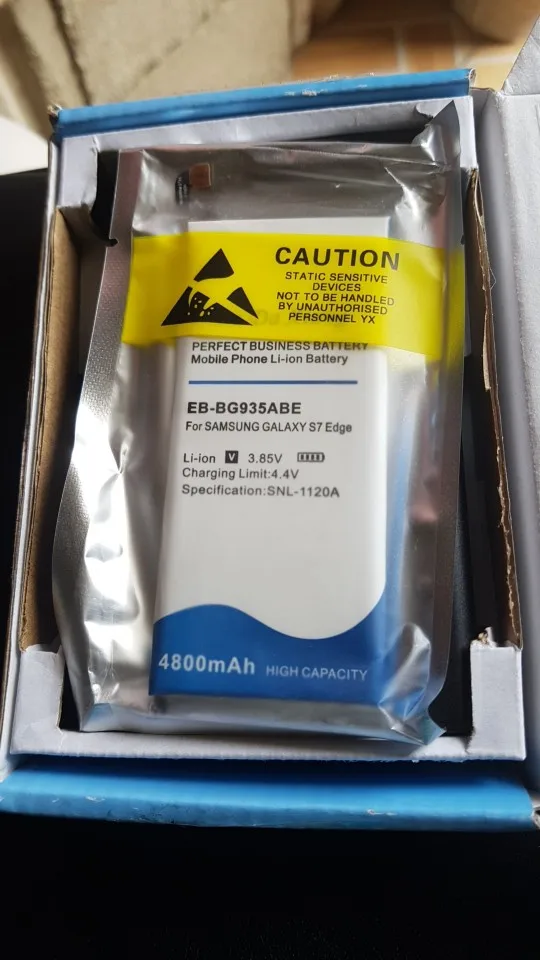 CAUTION
STATIC SENSITIVE
DEVICES
NOT TO BE HANDLED
BY UNAUTHORISED
PERSONNEL YX
PERFECT BUSINESS BATTERY
Mobile Phone Li-ion Battery
EB-BG935ABE
For SAMSUNG GALAXY S7 Edge
Li-ion V 3.85V
Charging Limit:4.4V
Specification:SNL-1120A
4800mAh HIGH CAPACITY